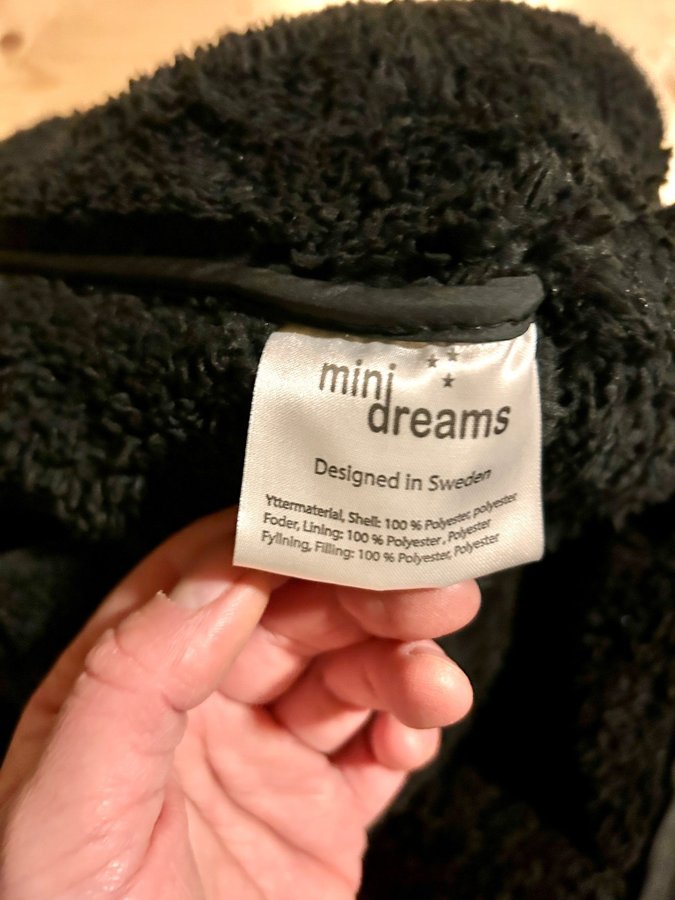 mini
dreams
Designed in Sweden
Yttermaterial, Shell: 100 % Polyester, polyester
Foder, Lining: 100 % Polyester , Polyester
Fyllning, Filling: 100 % Polyester, Polyester